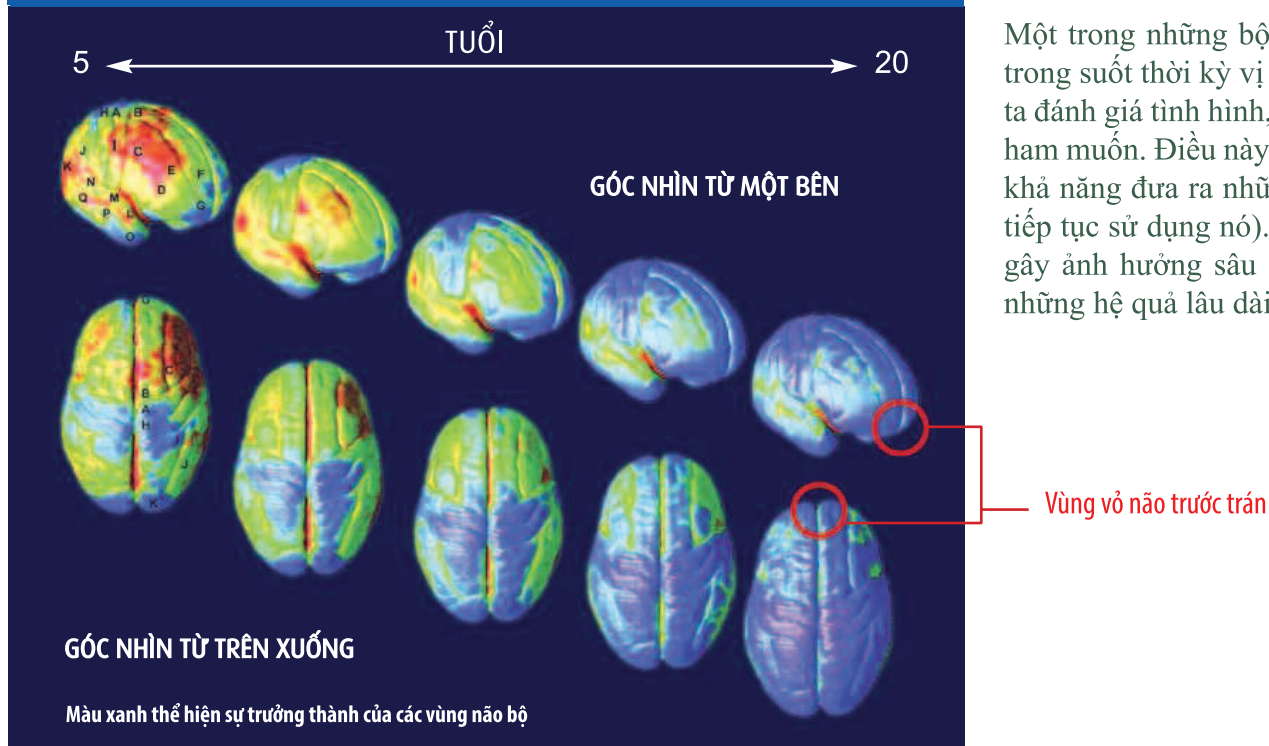 TUỔI
5
20
GÓC NHÌN TỪ MỘT BÊN
H A B
I
J
C
K
E
F
N
D
Q
M
G
P
L
O
G
C
B
A
H
I
J
K
Vùng vỏ não trước trán
GÓC NHÌN TỪ TRÊN XUỐNG
Màu xanh thể hiện sự trưởng thành của các vùng não bộ
Một trong những bộ
trong suốt thời kỳ vị
ta đánh giá tình hình,
ham muốn. Điều này
khả năng đưa ra nhữ
tiếp tục sử dụng nó).
gây ảnh hưởng sâu
những hệ quả lâu dài